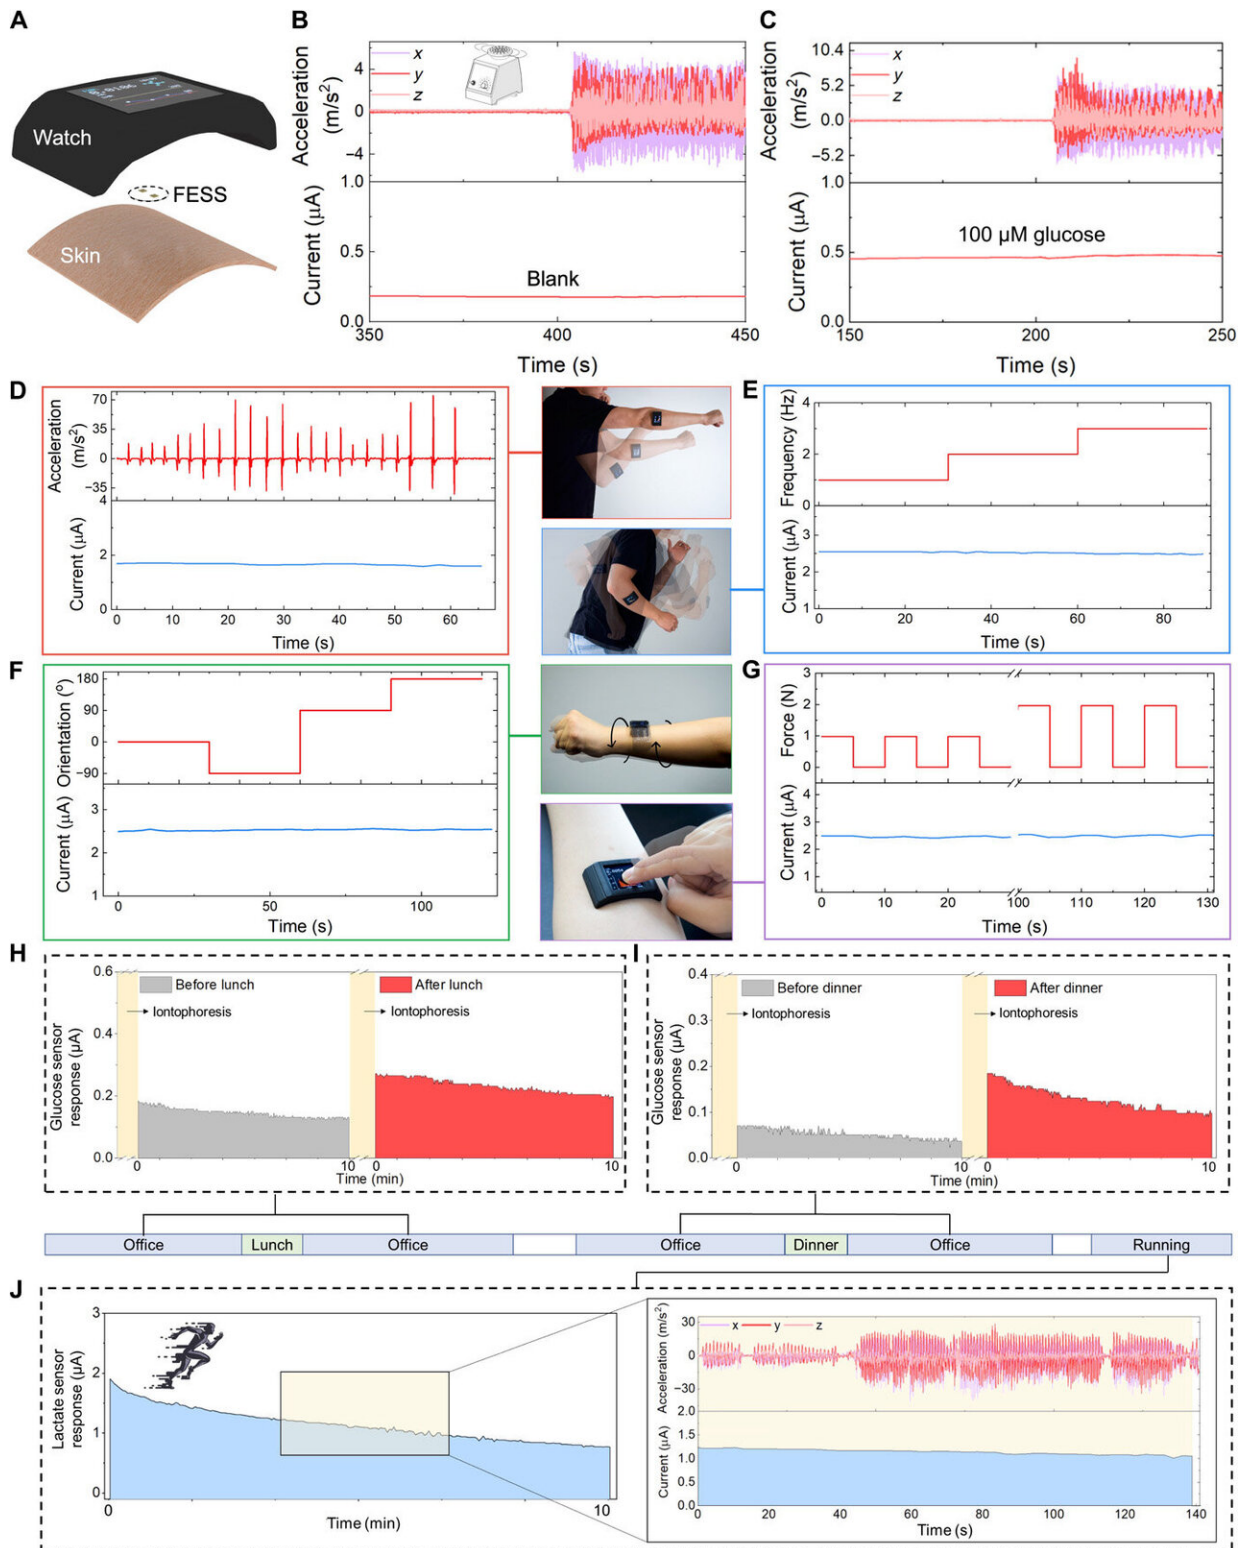 A
Watch
FESS
Skin
B
x
y
z
Acceleration
(m/s²)
4
0
−4
1.0
0.5
0.0
Current (µA)
Blank
350
400
450
Time (s)
C
x
y
z
Acceleration
(m/s²)
10.4
5.2
0.0
−5.2
1.0
0.5
0.0
Current (µA)
100 µM glucose
150
200
250
Time (s)
D
Acceleration
(m/s²)
70
35
0
−35
4
2
0
Current (µA)
0
10
20
30
40
50
60
Time (s)
E
Frequency (Hz)
4
2
0
Current (µA)
3
2
1
0
20
40
60
80
Time (s)
F
Orientation (°)
180
90
0
−90
Current (µA)
3
2
1
0
50
100
Time (s)
G
Force (N)
3
2
1
0
Current (µA)
4
3
2
1
0
10
20
100
110
120
130
Time (s)
H
Glucose sensor
response (µA)
0.6
0.4
0.2
0.0
Before lunch
After lunch
Iontophoresis
Iontophoresis
0
10
0
10
Time (min)
I
Glucose sensor
response (µA)
0.4
0.3
0.2
0.1
0.0
Before dinner
After dinner
Iontophoresis
Iontophoresis
0
10
0
10
Time (min)
Office
Lunch
Office
Office
Dinner
Office
Running
J
Lactate sensor
response (µA)
3
2
1
0
0
10
Time (min)
x
y
z
Acceleration (m/s²)
30
0
−30
2.0
1.5
1.0
0.5
0.0
Current (µA)
0
20
40
60
80
100
120
140
Time (s)